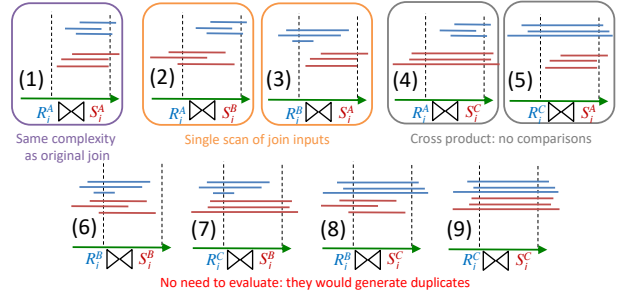 (1) (2) (3) (4) (5)
R_i^A ⋈ S_i^A R_i^A ⋈ S_i^B R_i^B ⋈ S_i^A R_i^A ⋈ S_i^C R_i^C ⋈ S_i^A
Same complexity Single scan of join inputs Cross product: no comparisons
as original join
(6) (7) (8) (9)
R_i^B ⋈ S_i^B R_i^C ⋈ S_i^B R_i^B ⋈ S_i^C R_i^C ⋈ S_i^C
No need to evaluate: they would generate duplicates